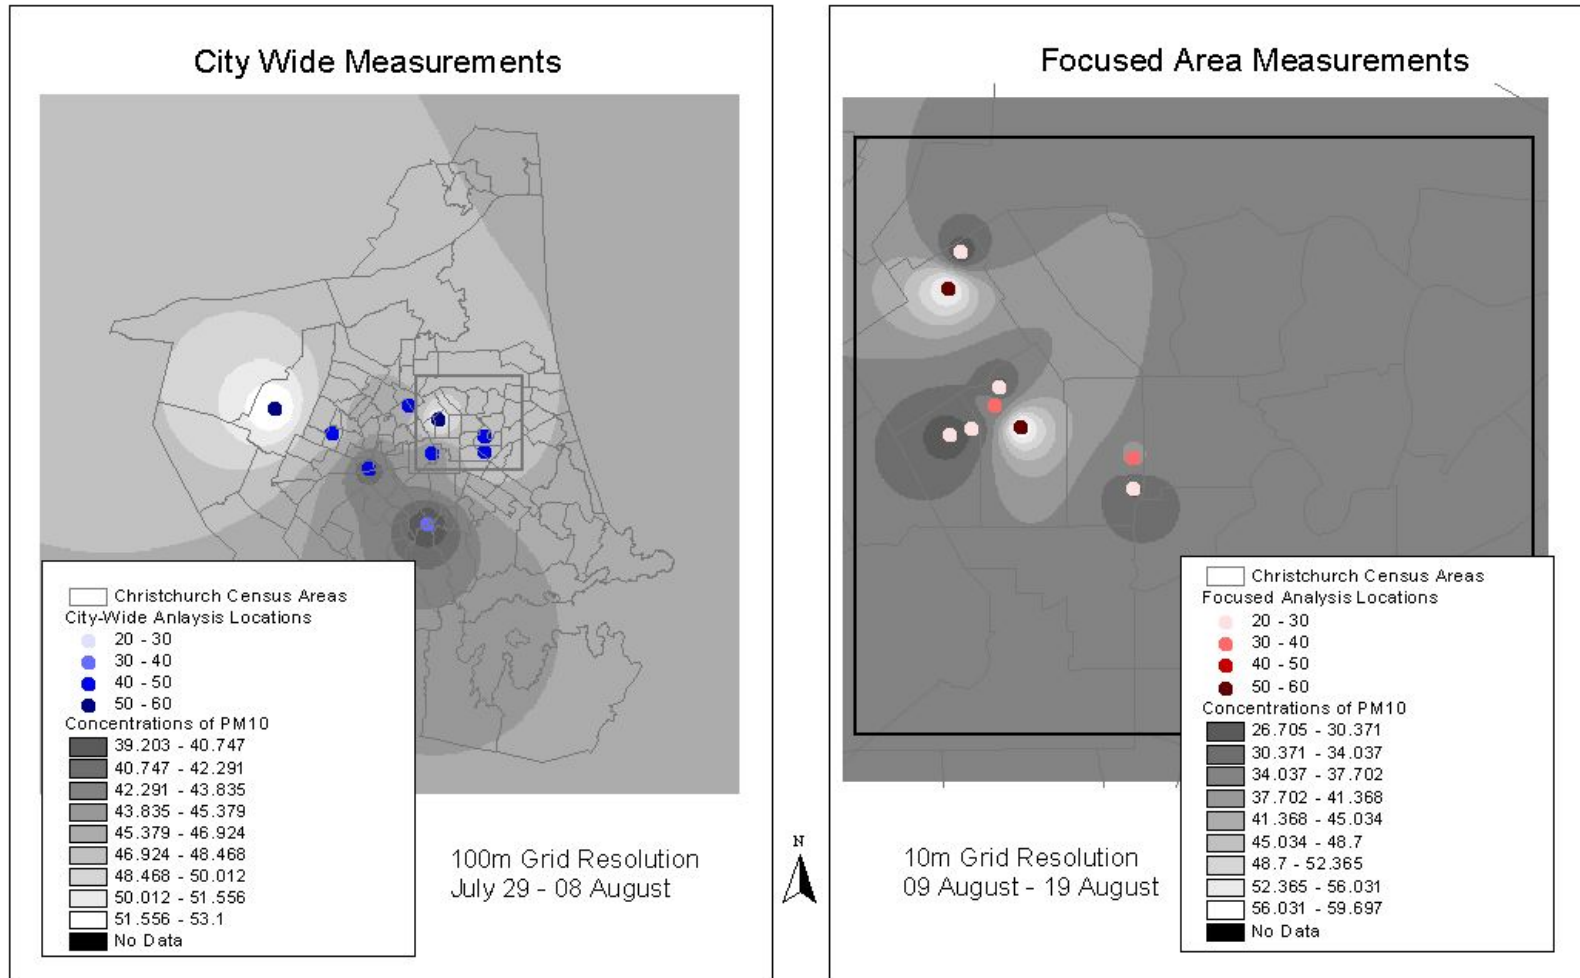 City Wide Measurements
Christchurch Census Areas
City-Wide Anlaysis Locations
20 - 30
30 - 40
40 - 50
50 - 60
Concentrations of PM10
39.203 - 40.747
40.747 - 42.291
42.291 - 43.835
43.835 - 45.379
45.379 - 46.924
46.924 - 48.468
48.468 - 50.012
50.012 - 51.556
51.556 - 53.1
No Data
100m Grid Resolution
July 29 - 08 August
N
Focused Area Measurements
Christchurch Census Areas
Focused Analysis Locations
20 - 30
30 - 40
40 - 50
50 - 60
Concentrations of PM10
26.705 - 30.371
30.371 - 34.037
34.037 - 37.702
37.702 - 41.368
41.368 - 45.034
45.034 - 48.7
48.7 - 52.365
52.365 - 56.031
56.031 - 59.697
No Data
10m Grid Resolution
09 August - 19 August